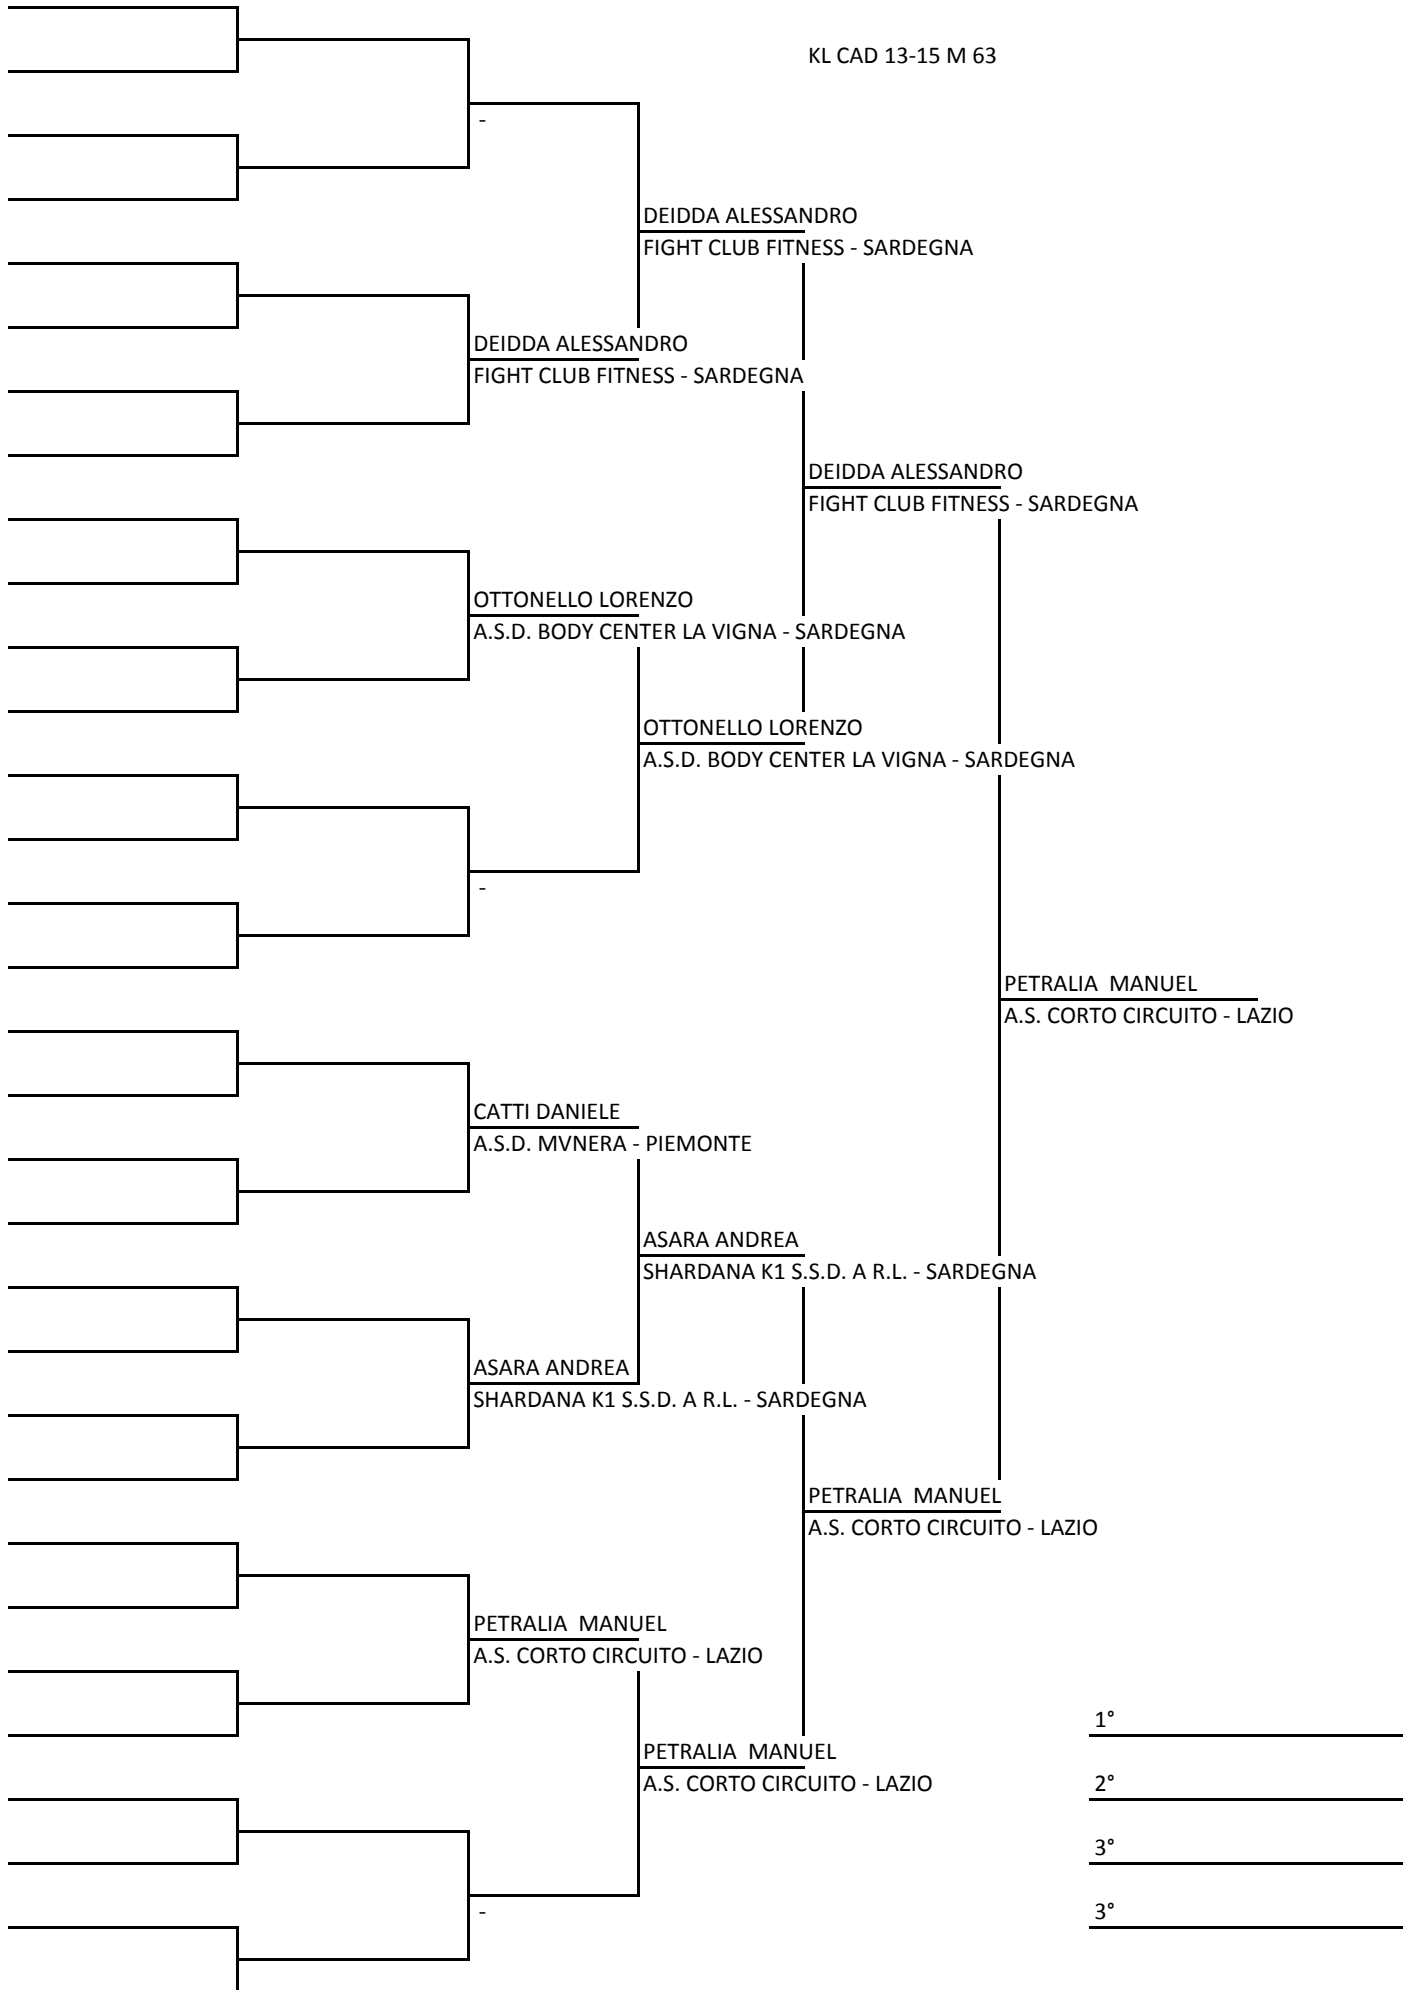 KL CAD 13-15 M 63
-
DEIDDA ALESSANDRO
FIGHT CLUB FITNESS - SARDEGNA
DEIDDA ALESSANDRO
FIGHT CLUB FITNESS - SARDEGNA
DEIDDA ALESSANDRO
FIGHT CLUB FITNESS - SARDEGNA
OTTONELLO LORENZO
A.S.D. BODY CENTER LA VIGNA - SARDEGNA
OTTONELLO LORENZO
A.S.D. BODY CENTER LA VIGNA - SARDEGNA
-
PETRALIA  MANUEL
A.S. CORTO CIRCUITO - LAZIO
CATTI DANIELE
A.S.D. MVNERA - PIEMONTE
ASARA ANDREA
SHARDANA K1 S.S.D. A R.L. - SARDEGNA
ASARA ANDREA
SHARDANA K1 S.S.D. A R.L. - SARDEGNA
PETRALIA  MANUEL
A.S. CORTO CIRCUITO - LAZIO
PETRALIA  MANUEL
A.S. CORTO CIRCUITO - LAZIO
1°
PETRALIA  MANUEL
A.S. CORTO CIRCUITO - LAZIO
2°
3°
-
3°